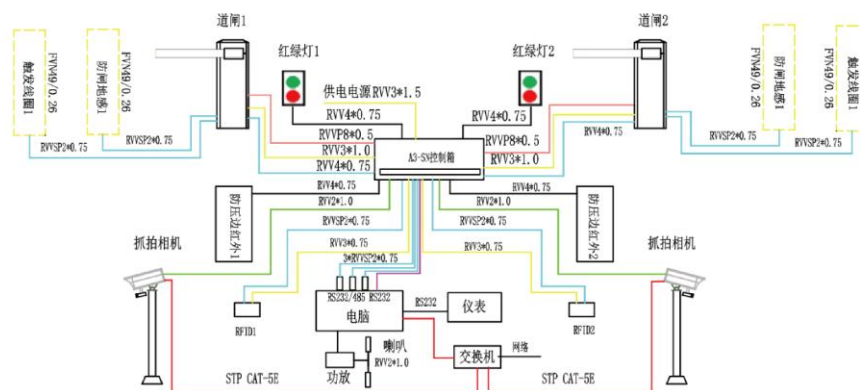 道闸1
道闸2
红绿灯1
红绿灯2
触发线圈1
FVN49/0.26
防闸地感1
FVN49/0.26
供电电源RVV3*1.5
FVN49/0.26
防闸地感1
FVN49/0.26
触发线圈1
RVV4*0.75
RVV4*0.75
RVVP8*0.5
RVVP8*0.5
RVV4*0.75
RVVSP2*0.75
RVVSP2*0.75
RVVSP2*0.75
RVVSP2*0.75
RVV3*1.0
A3-SN控制箱
RVV3*1.0
RVV4*0.75
RVV4*0.75
RVV4*0.75
RVV2*1.0
RVV2*1.0
防压边红外1
防压边红外2
RVVSP2*0.75
RVVSP2*0.75
抓拍相机
抓拍相机
RVV3*0.75
RVV3*0.75
3*RVVSP2*0.75
RS232/485 RS232
电脑
RS232
仪表
RFID1
RFID2
喇叭
RVV2*1.0
功放
交换机
网络
STP CAT-5E
STP CAT-5E